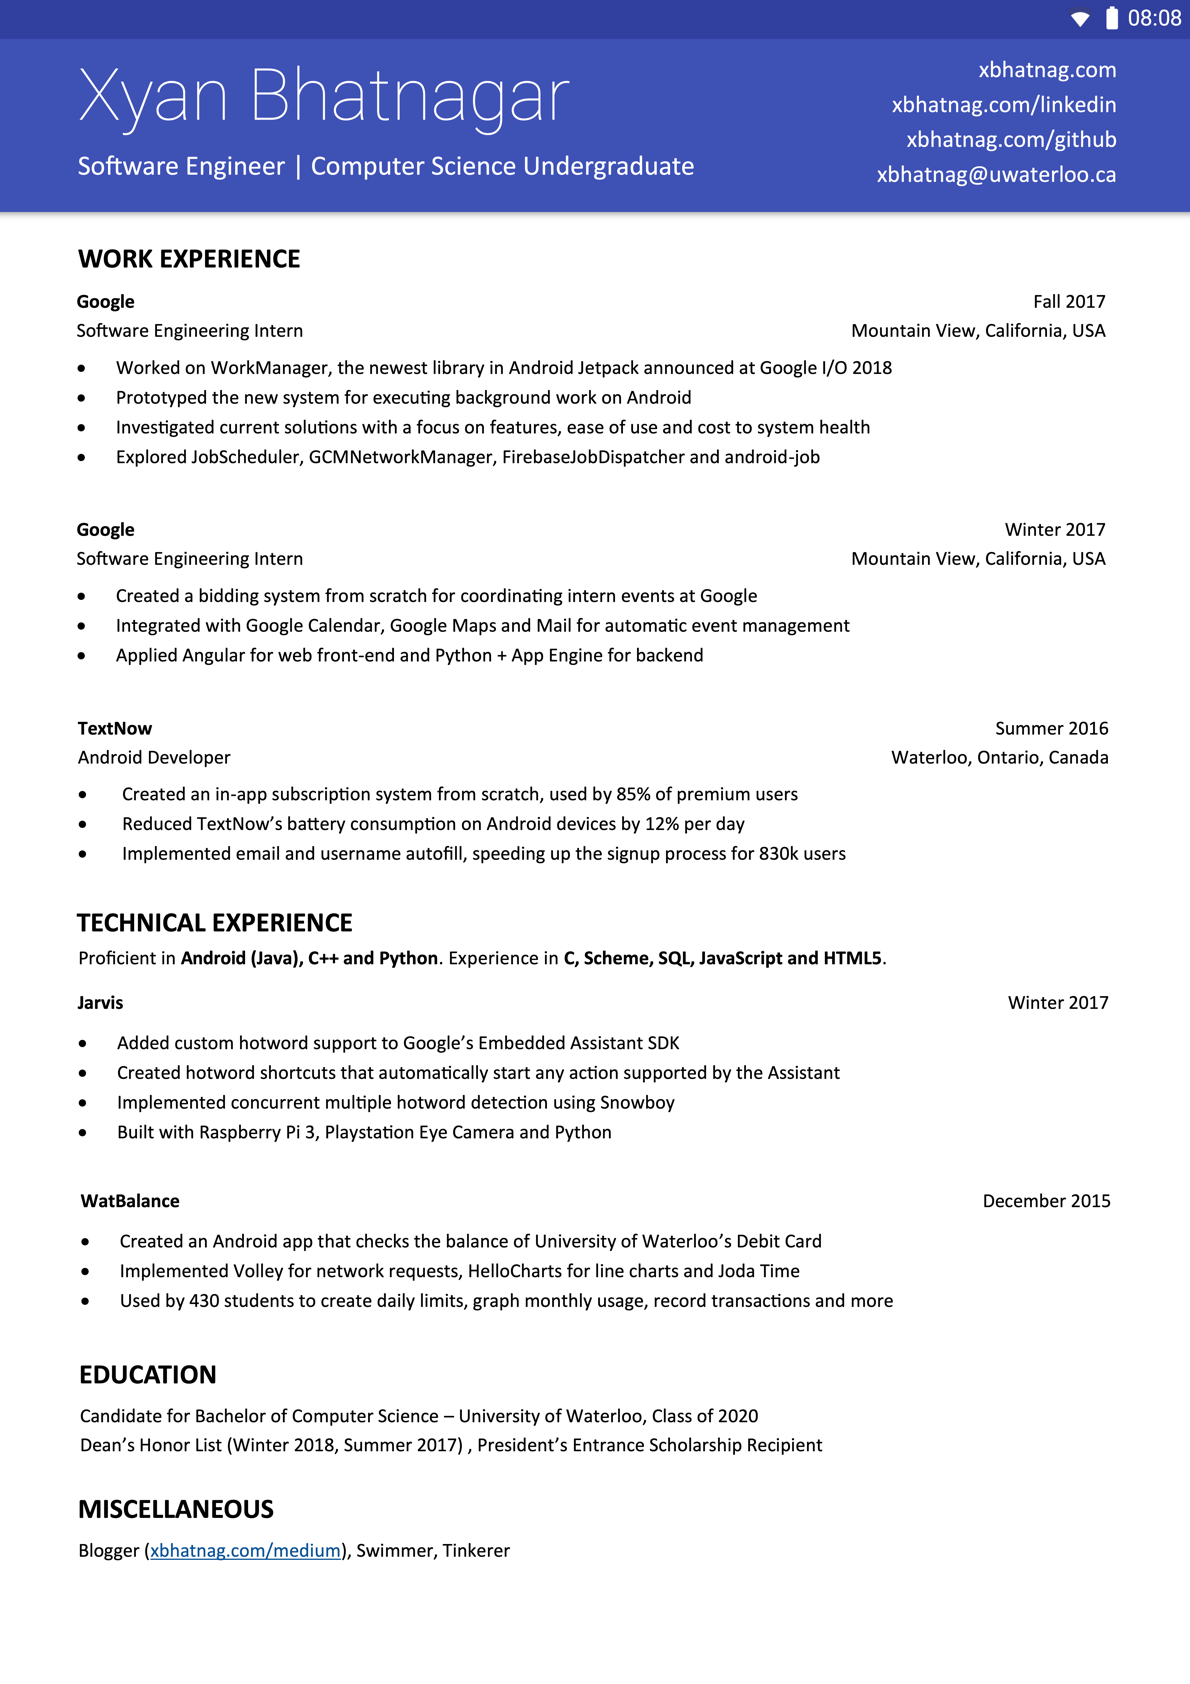 08:08
Xyan Bhatnagar
Software Engineer | Computer Science Undergraduate
xbhatnag.com
xbhatnag.com/linkedin
xbhatnag.com/github
xbhatnag@uwaterloo.ca
WORK EXPERIENCE
Google Fall 2017
Software Engineering Intern Mountain View, California, USA
• Worked on WorkManager, the newest library in Android Jetpack announced at Google I/O 2018
• Prototyped the new system for executing background work on Android
• Investigated current solutions with a focus on features, ease of use and cost to system health
• Explored JobScheduler, GCMNetworkManager, FirebaseJobDispatcher and android-job
Google Winter 2017
Software Engineering Intern Mountain View, California, USA
• Created a bidding system from scratch for coordinating intern events at Google
• Integrated with Google Calendar, Google Maps and Mail for automatic event management
• Applied Angular for web front-end and Python + App Engine for backend
TextNow Summer 2016
Android Developer Waterloo, Ontario, Canada
• Created an in-app subscription system from scratch, used by 85% of premium users
• Reduced TextNow’s battery consumption on Android devices by 12% per day
• Implemented email and username autofill, speeding up the signup process for 830k users
TECHNICAL EXPERIENCE
Proficient in Android (Java), C++ and Python. Experience in C, Scheme, SQL, JavaScript and HTML5.
Jarvis Winter 2017
• Added custom hotword support to Google’s Embedded Assistant SDK
• Created hotword shortcuts that automatically start any action supported by the Assistant
• Implemented concurrent multiple hotword detection using Snowboy
• Built with Raspberry Pi 3, Playstation Eye Camera and Python
WatBalance December 2015
• Created an Android app that checks the balance of University of Waterloo’s Debit Card
• Implemented Volley for network requests, HelloCharts for line charts and Joda Time
• Used by 430 students to create daily limits, graph monthly usage, record transactions and more
EDUCATION
Candidate for Bachelor of Computer Science – University of Waterloo, Class of 2020
Dean’s Honor List (Winter 2018, Summer 2017) , President’s Entrance Scholarship Recipient
MISCELLANEOUS
Blogger (xbhatnag.com/medium), Swimmer, Tinkerer